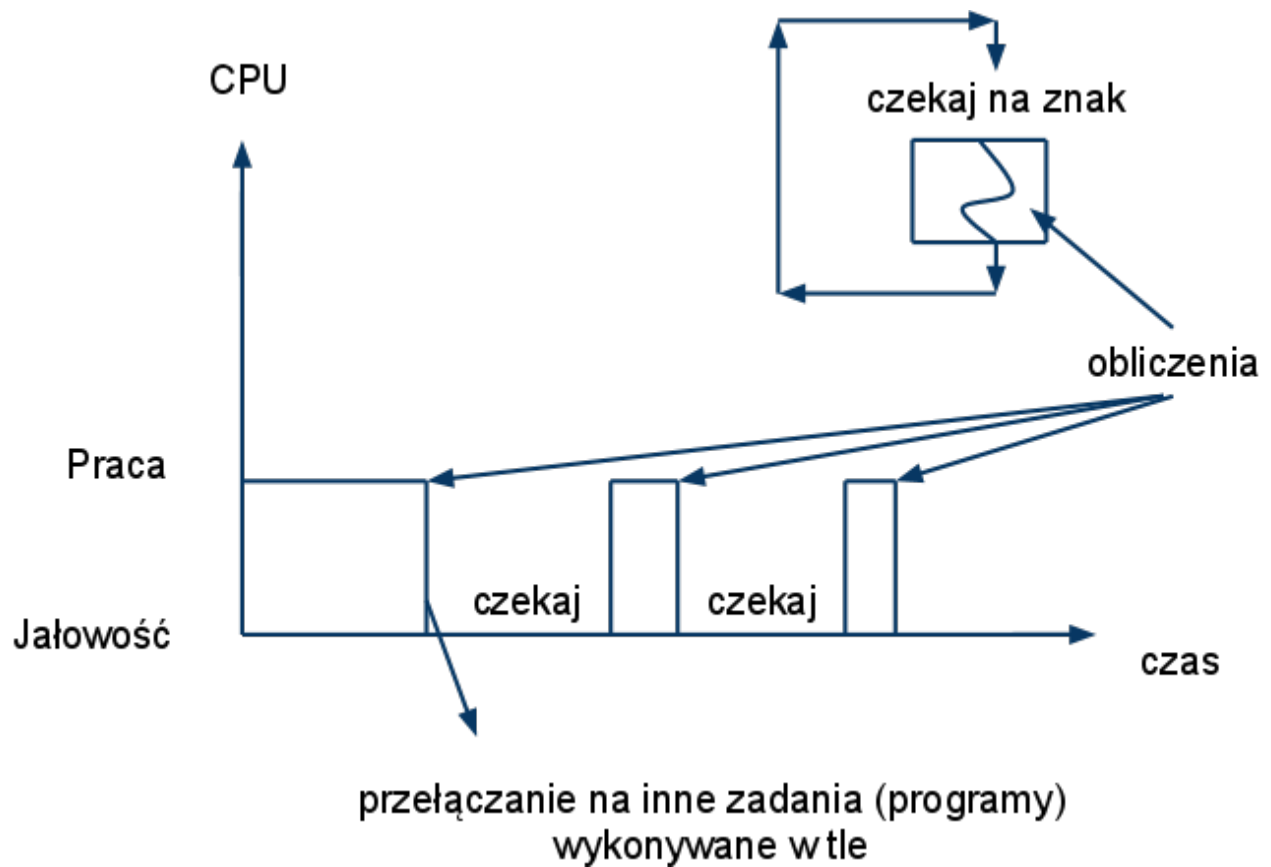 CPU
czekaj na znak
obliczenia
Praca
czekaj
czekaj
Jałowość
czas
przełączanie na inne zadania (programy)
wykonywane w tle